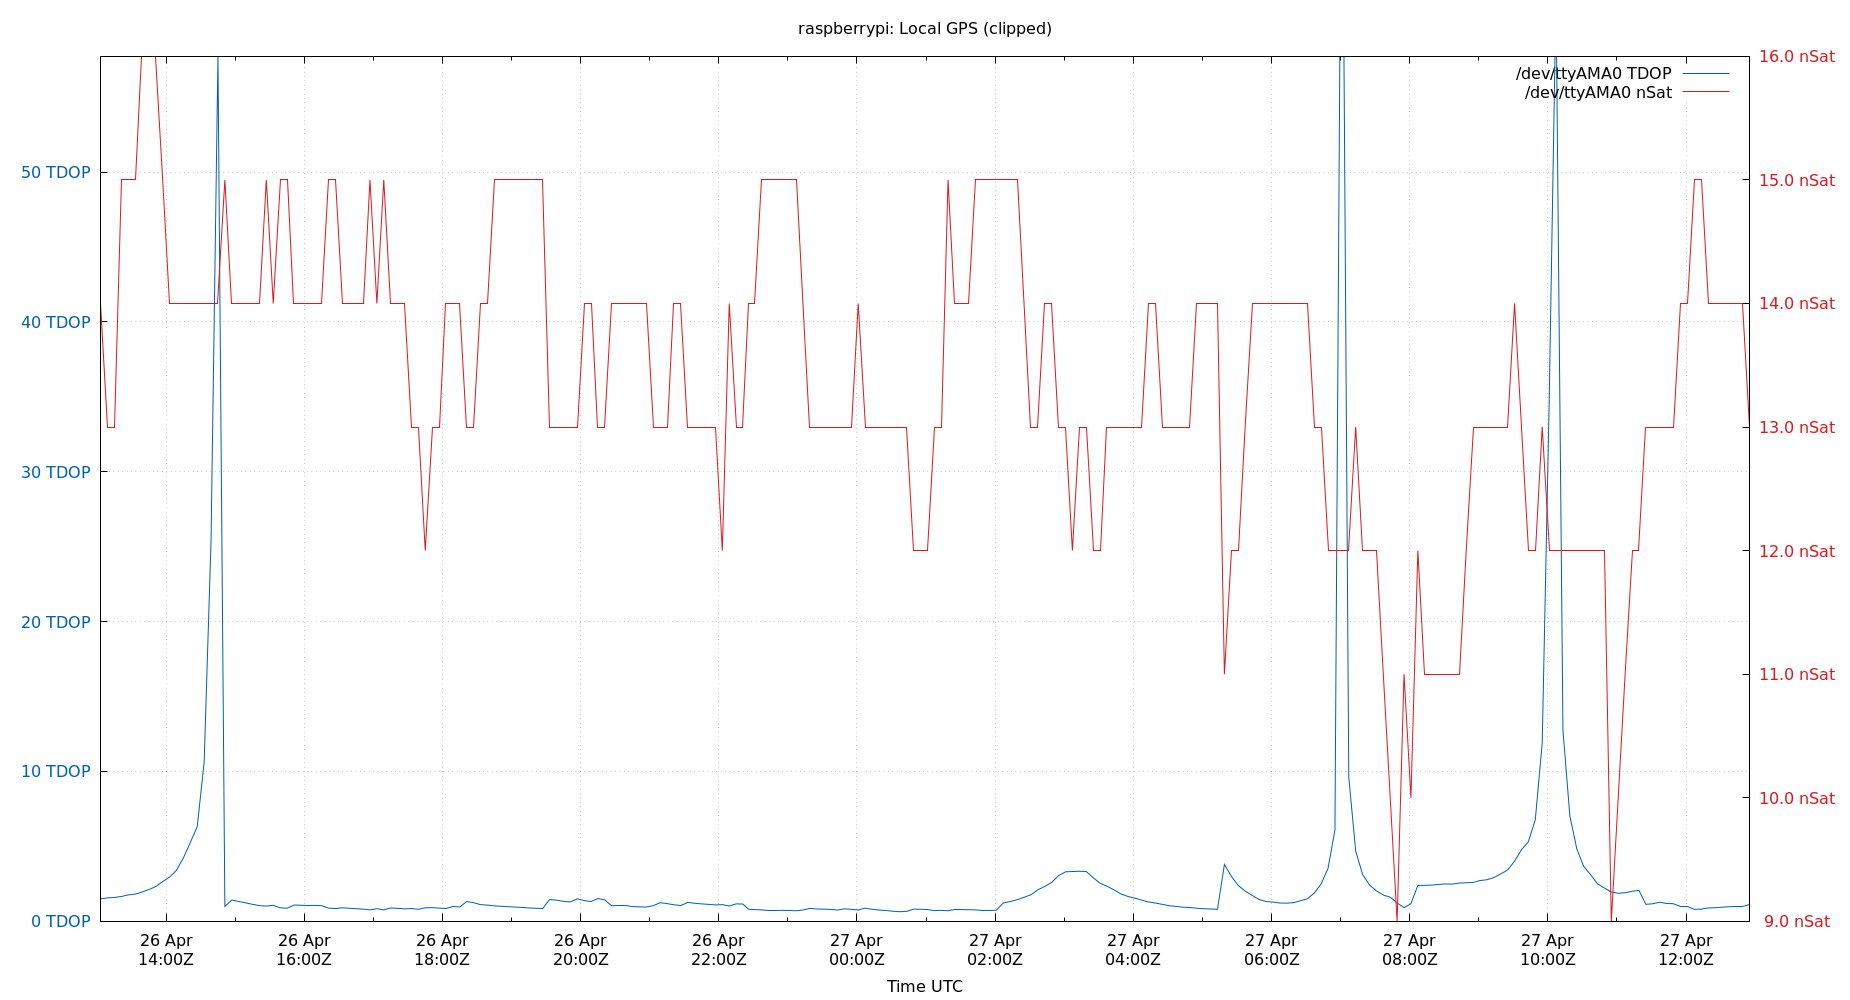 raspberrypi: Local GPS (clipped)
/dev/ttyAMA0 TDOP
/dev/ttyAMA0 nSat
50 TDOP
40 TDOP
30 TDOP
20 TDOP
10 TDOP
0 TDOP
16.0 nSat
15.0 nSat
14.0 nSat
13.0 nSat
12.0 nSat
11.0 nSat
10.0 nSat
9.0 nSat
26 Apr 26 Apr 26 Apr 26 Apr 26 Apr 27 Apr 27 Apr 27 Apr 27 Apr 27 Apr 27 Apr 27 Apr
14:00Z 16:00Z 18:00Z 20:00Z 22:00Z 00:00Z 02:00Z 04:00Z 06:00Z 08:00Z 10:00Z 12:00Z
Time UTC